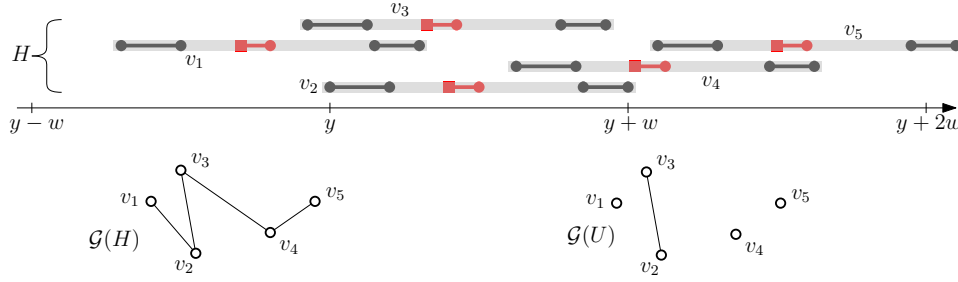 v₃
H
v₁
v₅
v₄
v₂
y − w
y
y + w
y + 2w
v₃
v₁
v₅
𝒢(H)
v₄
v₂
v₃
v₁
v₅
𝒢(U)
v₄
v₂